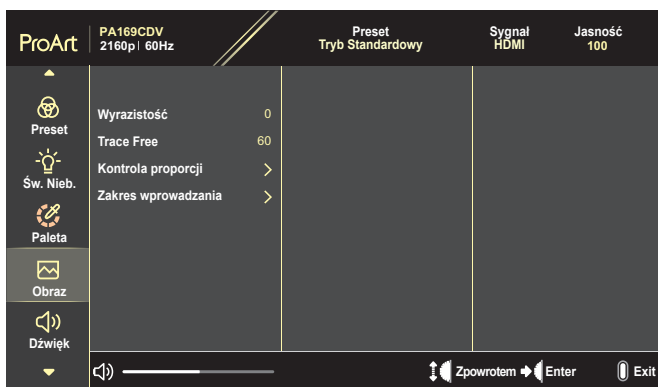 ProArt
PA169CDV
2160p | 60Hz
Preset
Tryb Standardowy
Sygnał
HDMI
Jasność
100
Preset
Św. Nieb.
Paleta
Obraz
Dźwięk
Wyrazistość 0
Trace Free 60
Kontrola proporcji
Zakres wprowadzania
Zpowrotem
Enter
Exit